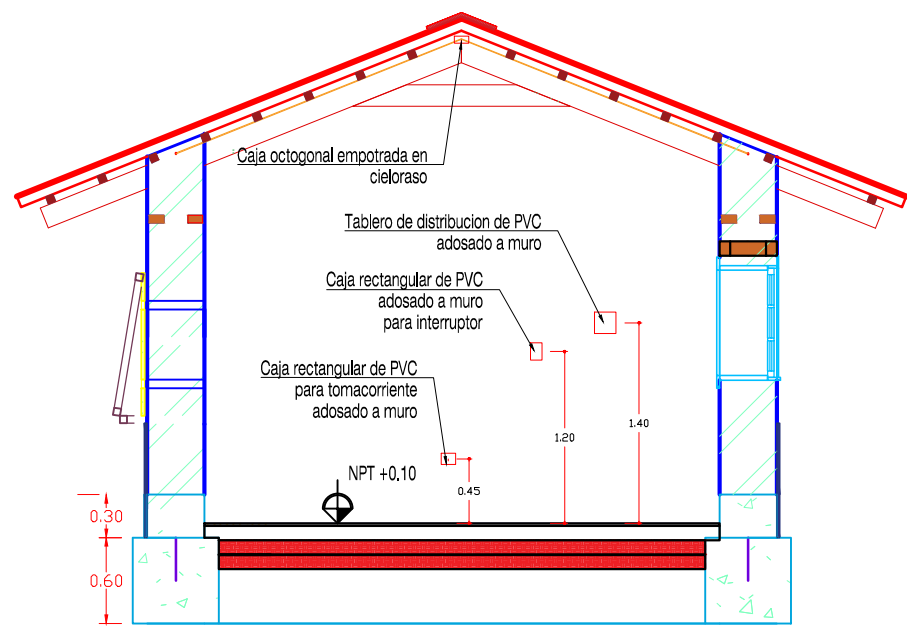 Caja octogonal empotrada en
cieloraso
Tablero de distribucion de PVC
adosado a muro
Caja rectangular de PVC
adosado a muro
para interruptor
Caja rectangular de PVC
para tomacorriente
adosado a muro
1.40
1.20
0.45
NPT +0.10
0.30
0.60